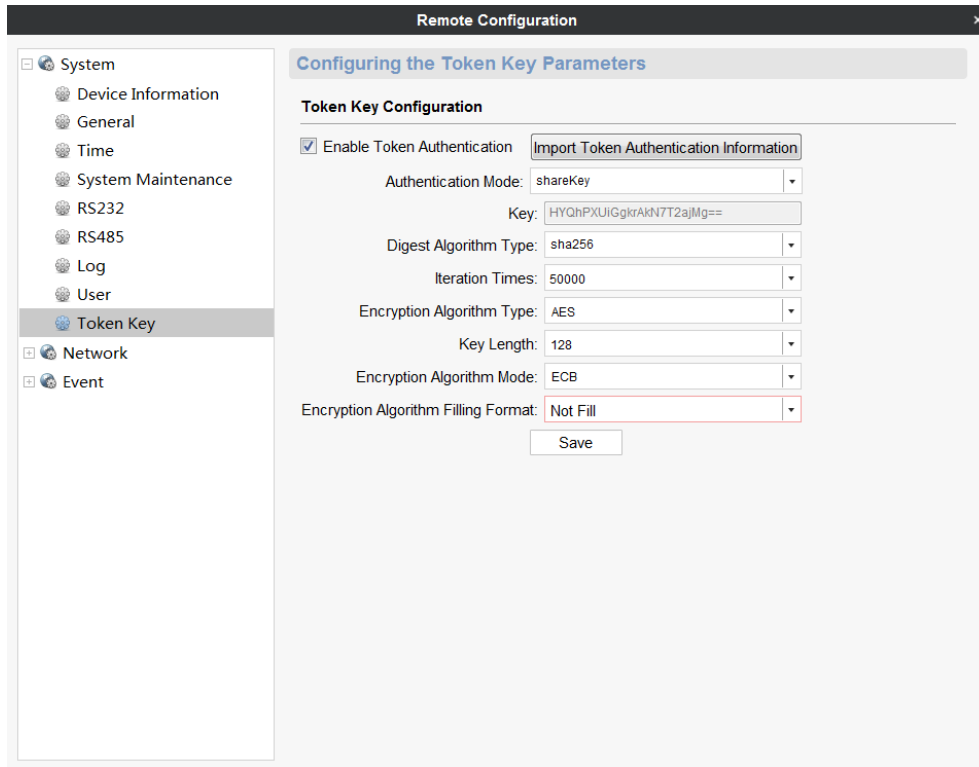 Remote Configuration
System
Device Information
General
Time
System Maintenance
RS232
RS485
Log
User
Token Key
Network
Event
Configuring the Token Key Parameters
Token Key Configuration
Enable Token Authentication Import Token Authentication Information
Authentication Mode: shareKey
Key: HYQhPXUiGgkrAkN7T2ajMg==
Digest Algorithm Type: sha256
Iteration Times: 50000
Encryption Algorithm Type: AES
Key Length: 128
Encryption Algorithm Mode: ECB
Encryption Algorithm Filling Format: Not Fill
Save